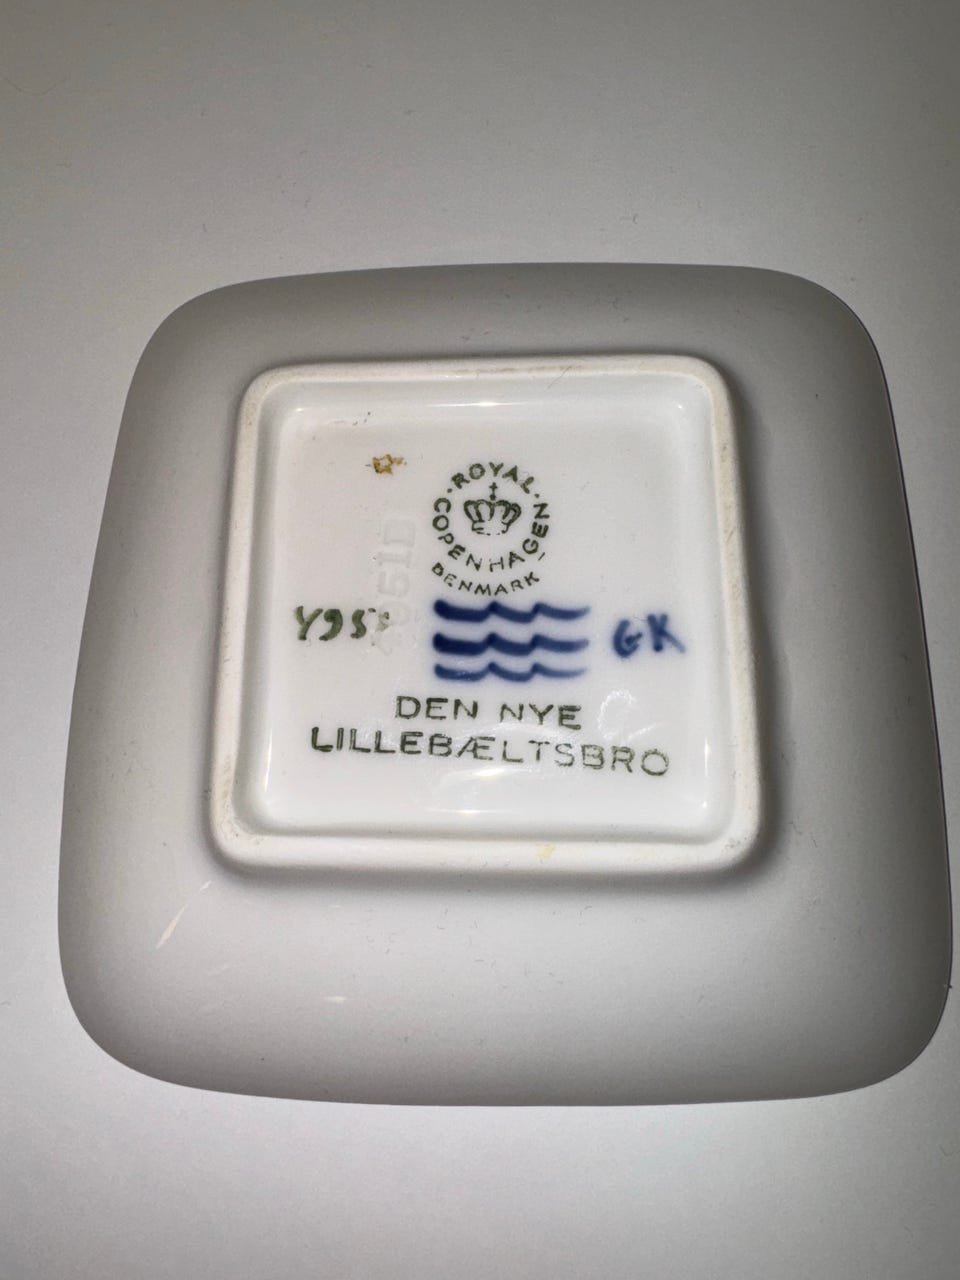 ROYAL
COPENHAGEN
DENMARK
GK
DEN NYE
LILLEBÆLTSBRO